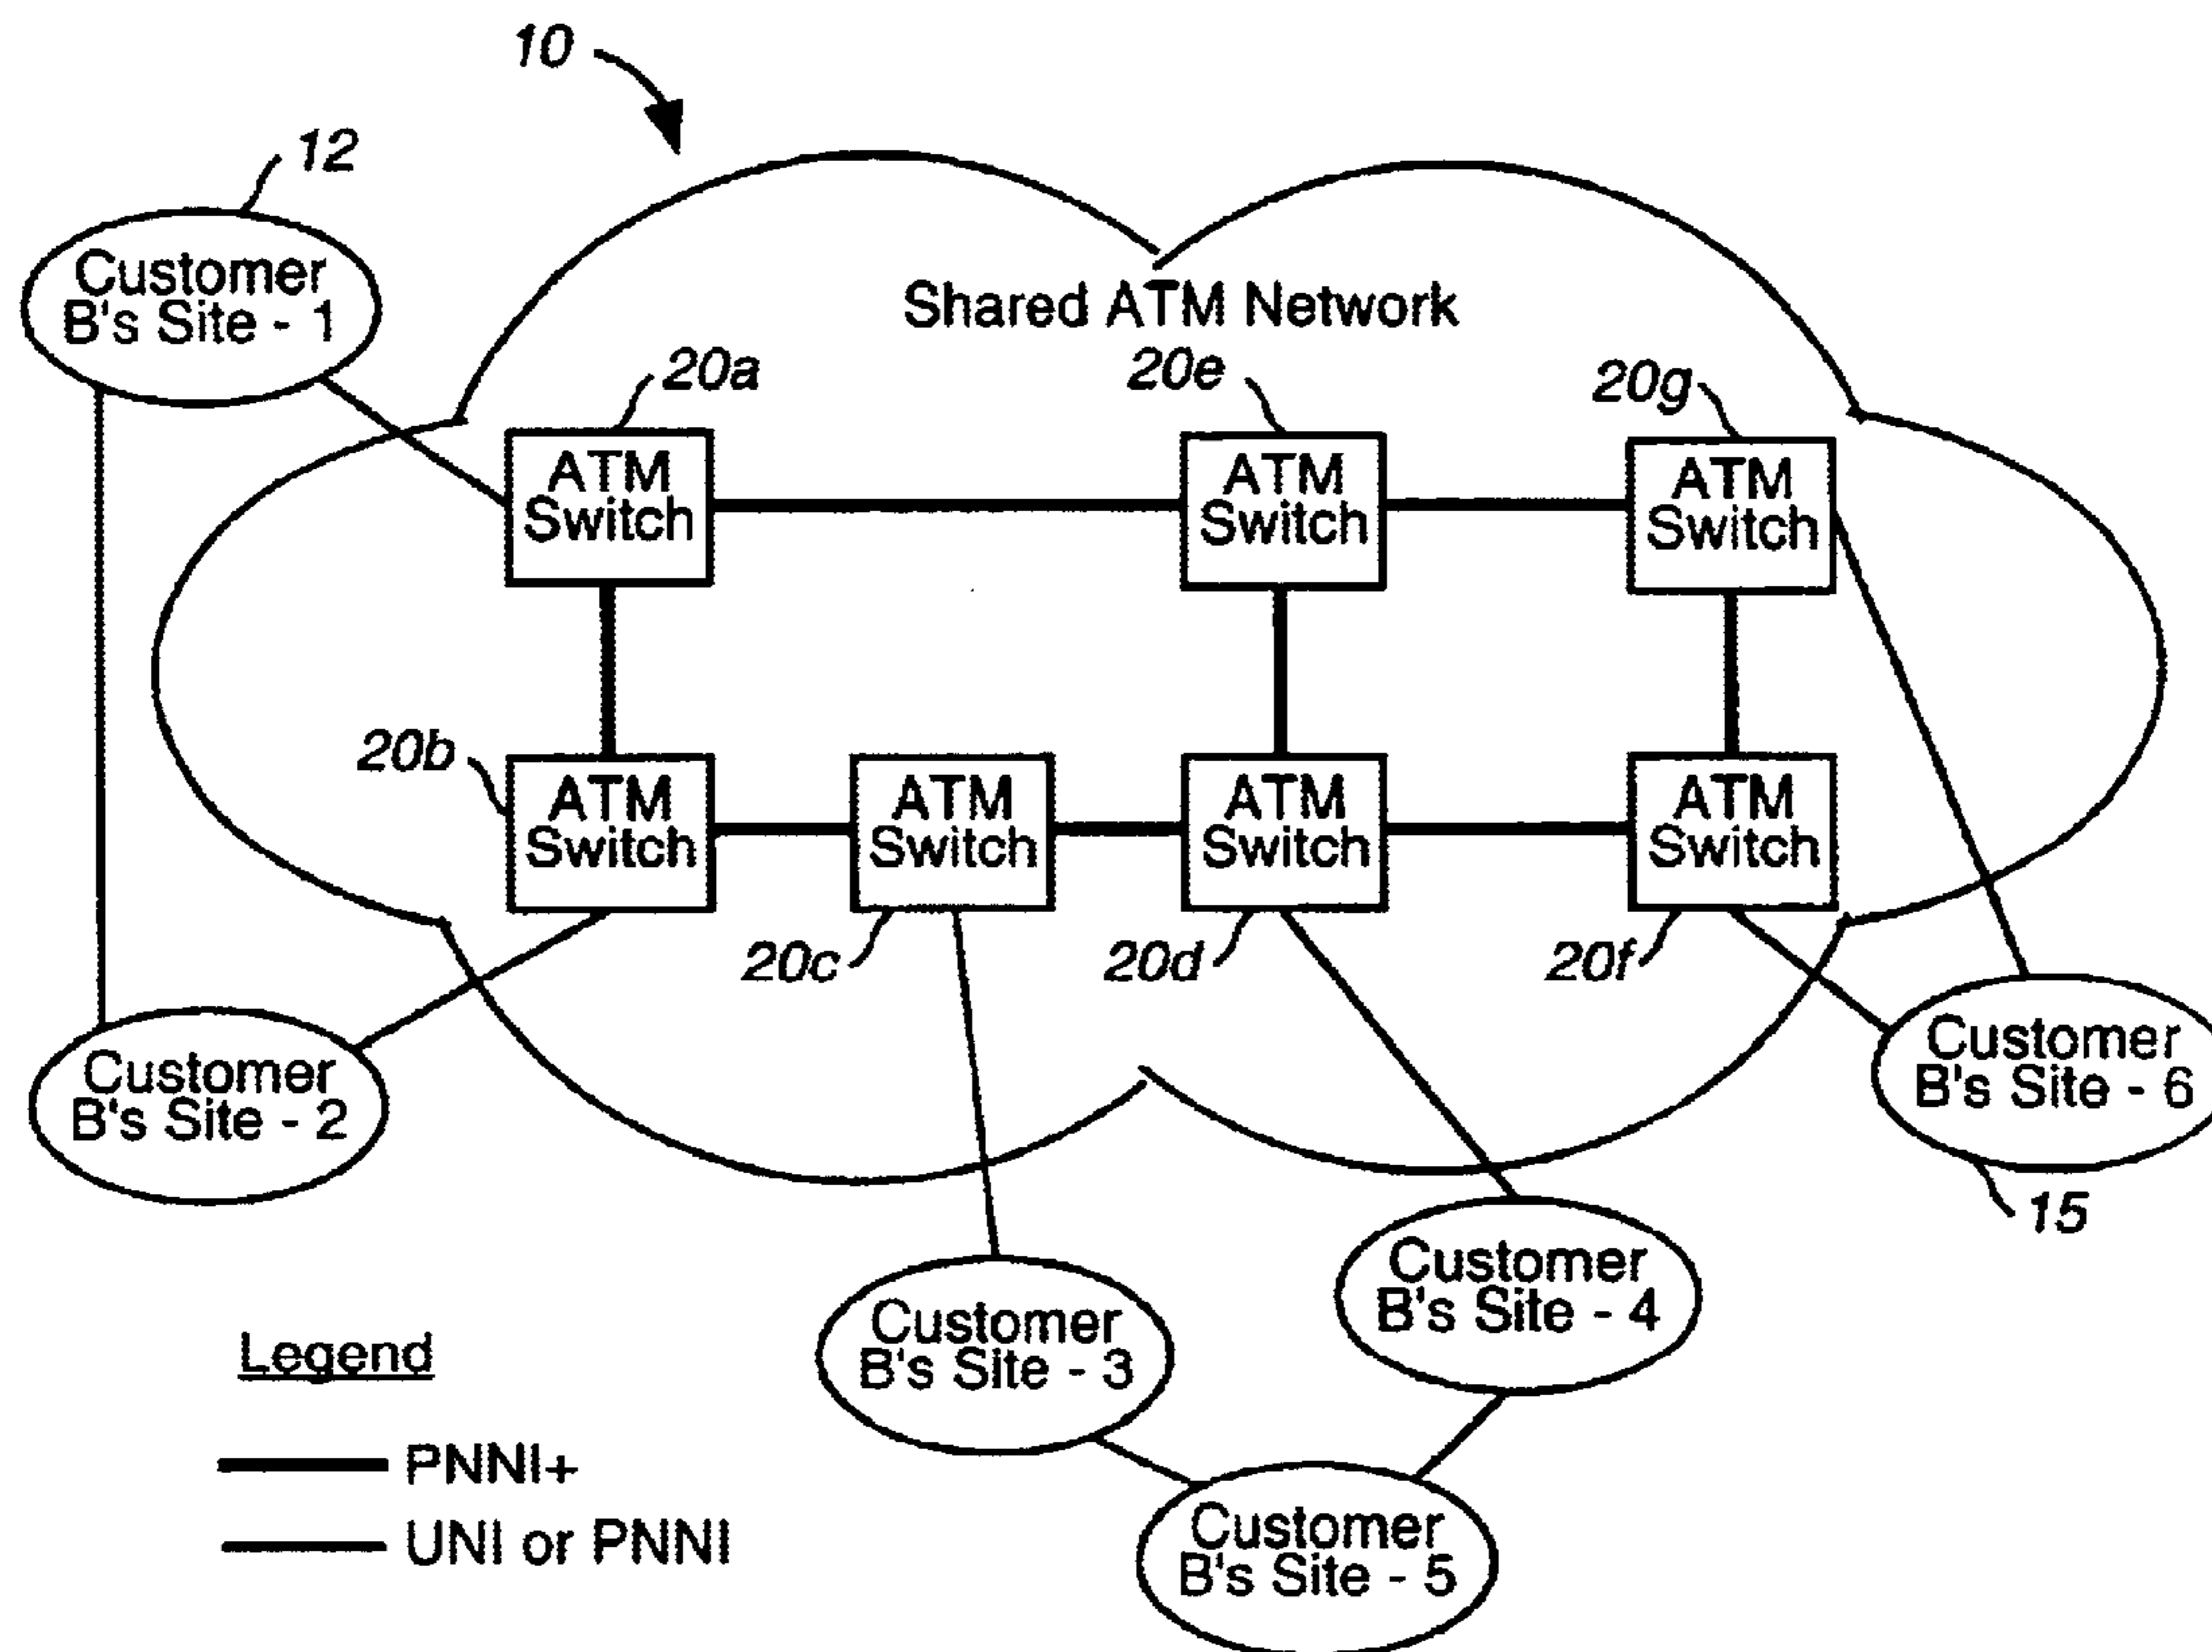 10
12
Customer
B's Site - 1
Shared ATM Network
20a
20e
20g
ATM
Switch
ATM
Switch
ATM
Switch
20b
ATM
Switch
ATM
Switch
ATM
Switch
ATM
Switch
20c
20d
20f
Customer
B's Site - 2
Customer
B's Site - 6
15
Customer
B's Site - 3
Customer
B's Site - 4
Customer
B's Site - 5
Legend
PNNI+
UNI or PNNI